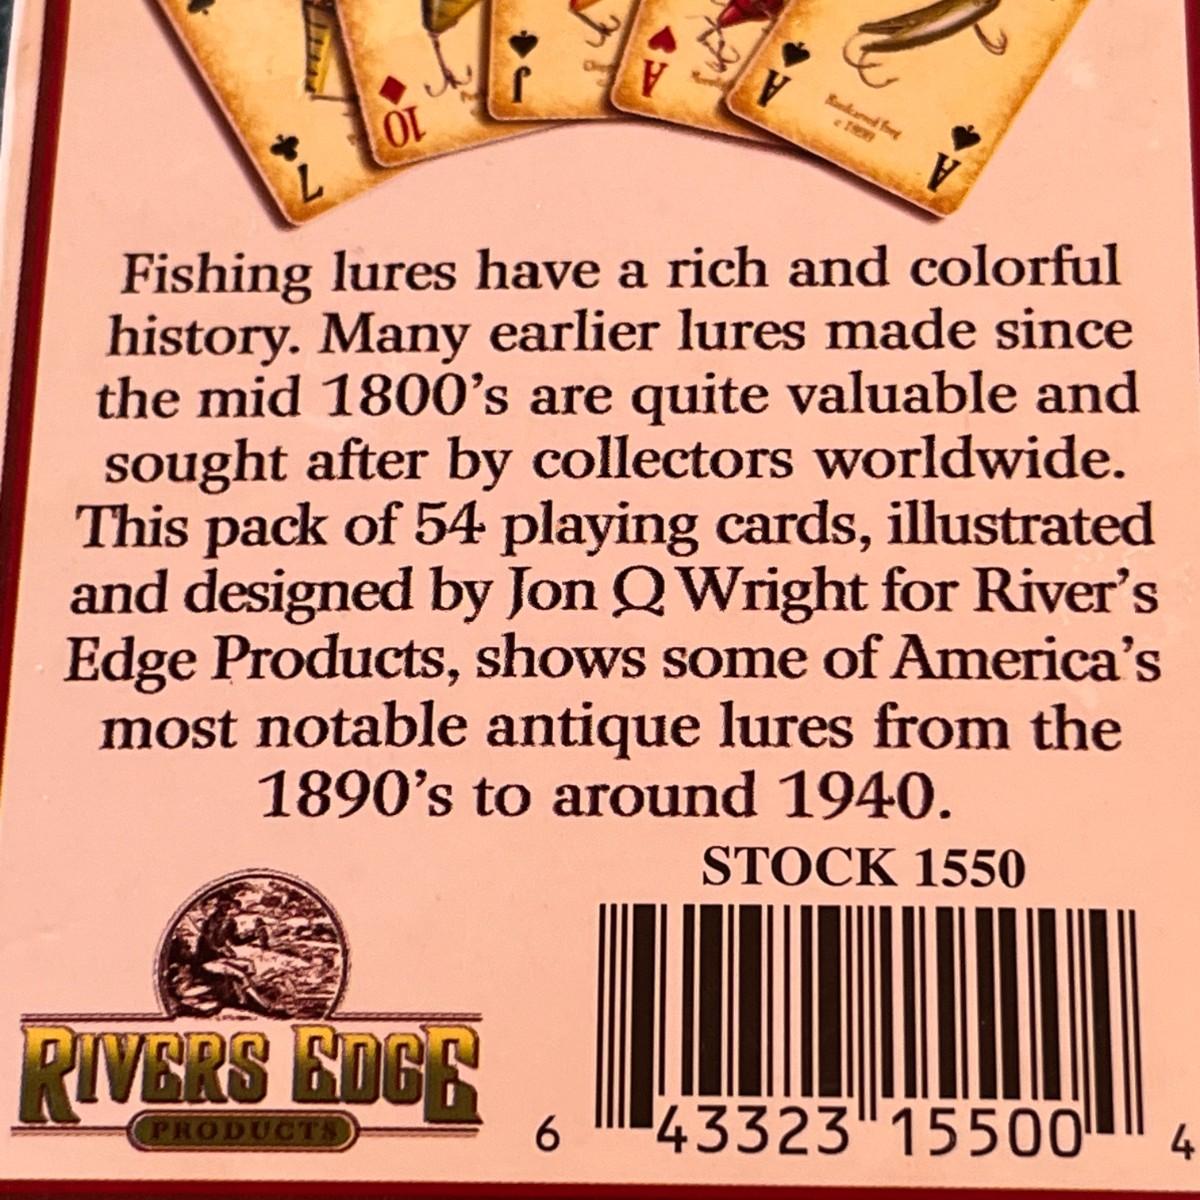 7
10
J
A
A
A
Fishing lures have a rich and colorful
history. Many earlier lures made since
the mid 1800's are quite valuable and
sought after by collectors worldwide.
This pack of 54 playing cards, illustrated
and designed by Jon Q Wright for River's
Edge Products, shows some of America's
most notable antique lures from the
1890's to around 1940.
STOCK 1550
RIVERS EDGE
PRODUCTS
6 43323 15500 4